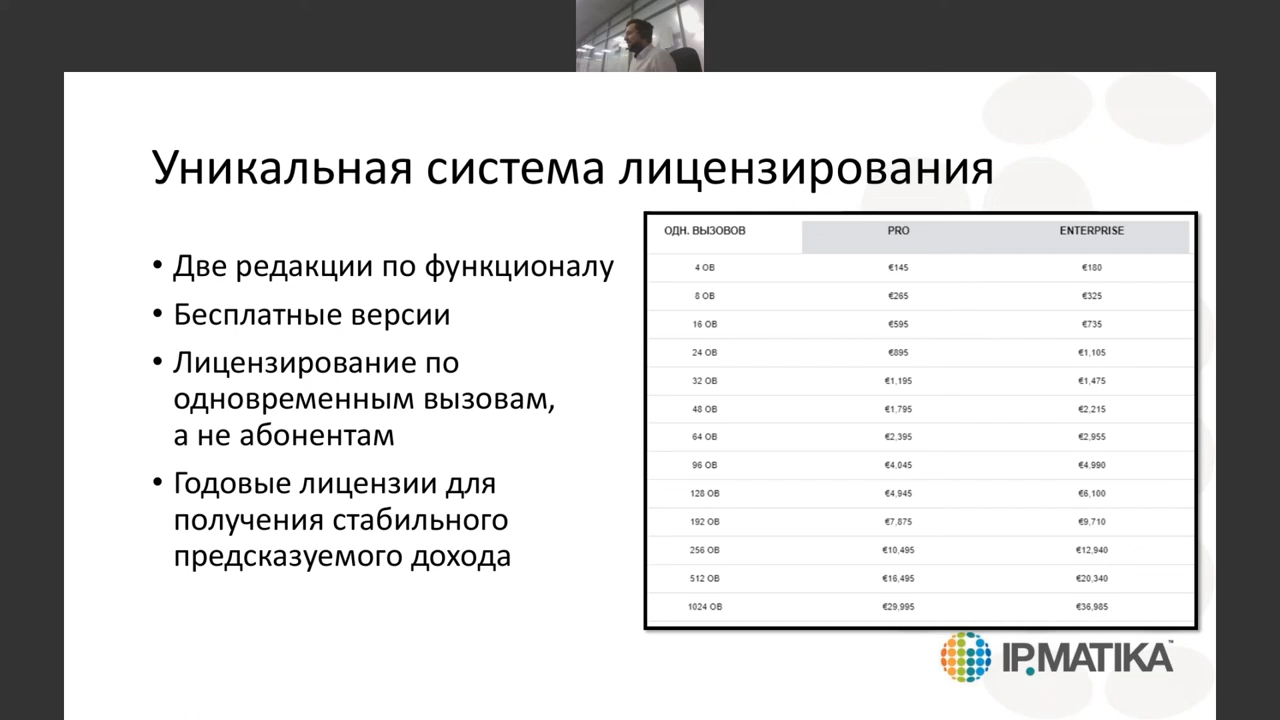 Уникальная система лицензирования
• Две редакции по функционалу
• Бесплатные версии
• Лицензирование по
одновременным вызовам,
а не абонентам
• Годовые лицензии для
получения стабильного
предсказуемого дохода
ОДН. ВЫЗОВОВ PRO ENTERPRISE
4 ОВ €145 €180
8 ОВ €265 €325
16 ОВ €595 €735
24 ОВ €895 €1,105
32 ОВ €1,195 €1,475
48 ОВ €1,795 €2,215
64 ОВ €2,395 €2,955
96 ОВ €4,045 €4,990
128 ОВ €4,945 €6,100
192 ОВ €7,875 €9,710
256 ОВ €10,495 €12,940
512 ОВ €16,495 €20,340
1024 ОВ €29,995 €36,985
IP.MATIKA™